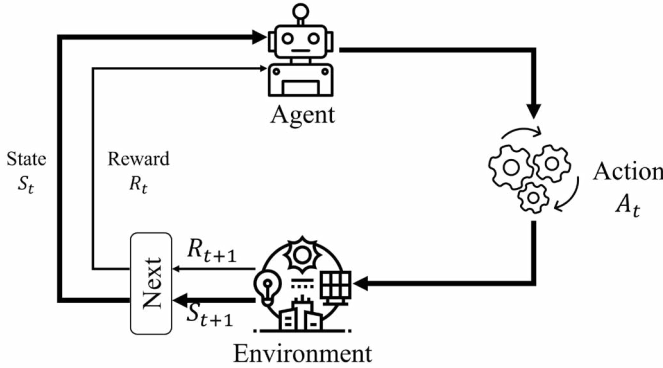 Agent
State
S_t
Reward
R_t
Action
A_t
Next
R_{t+1}
S_{t+1}
Environment